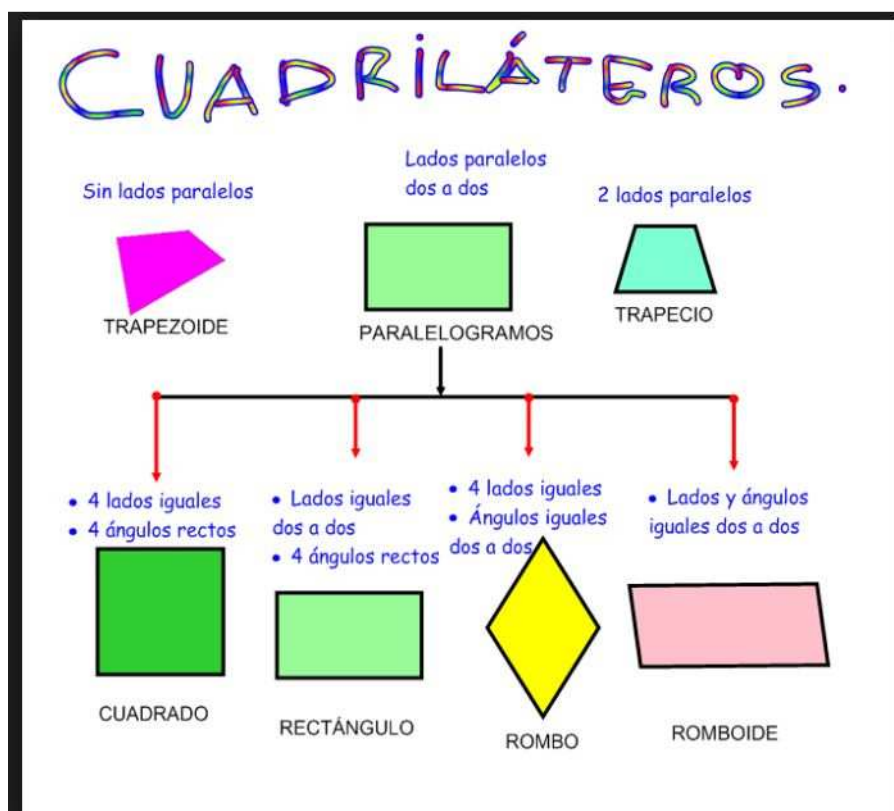 CUADRILÁTEROS.
Sin lados paralelos
Lados paralelos
dos a dos
2 lados paralelos
TRAPEZOIDE
PARALELOGRAMOS
TRAPECIO
• 4 lados iguales
• 4 ángulos rectos
• Lados iguales
dos a dos
• 4 ángulos rectos
• 4 lados iguales
• Ángulos iguales
dos a dos
• Lados y ángulos
iguales dos a dos
CUADRADO
RECTÁNGULO
ROMBO
ROMBOIDE